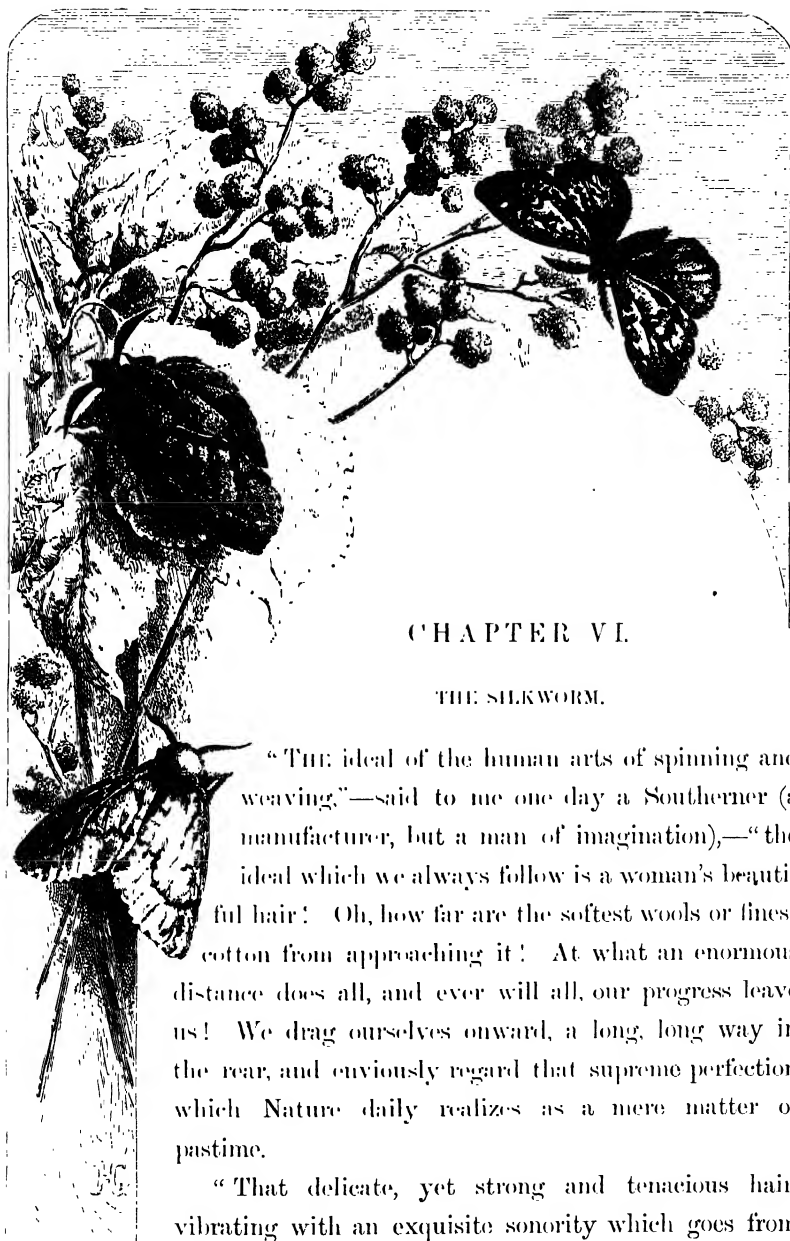 CHAPTER VI.
THE SILKWORM.
"THE ideal of the human arts of spinning and
weaving,"—said to me one day a Southerner (a
manufacturer, but a man of imagination),—"the
ideal which we always follow is a woman's beauti
ful hair! Oh, how far are the softest wools or fines
cotton from approaching it! At what an enormous
distance does all, and ever will all, our progress leave
us! We drag ourselves onward, a long, long way in
the rear, and enviously regard that supreme perfection
which Nature daily realizes as a mere matter o
pastime.
"That delicate, yet strong and tenacious hair
vibrating with an exquisite sonority which goes from